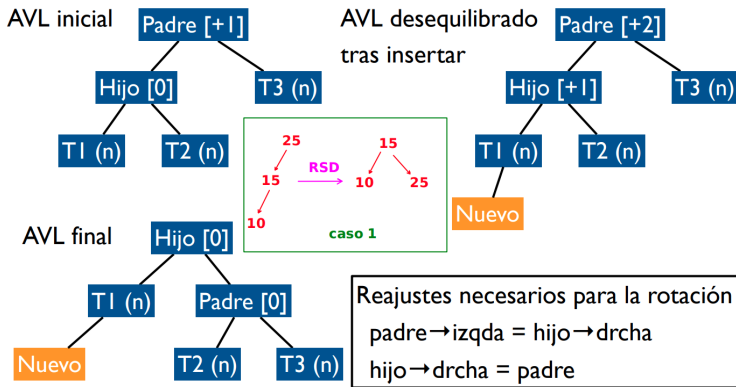 AVL inicial
Padre [+1]
Hijo [0]
T3 (n)
T1 (n)
T2 (n)
AVL desequilibrado
tras insertar
Padre [+2]
Hijo [+1]
T3 (n)
T1 (n)
T2 (n)
Nuevo
25
15
10
RSD
15
10
25
caso 1
AVL final
Hijo [0]
T1 (n)
Padre [0]
Nuevo
T2 (n)
T3 (n)
Reajustes necesarios para la rotación
padre→izqda = hijo→drcha
hijo→drcha = padre